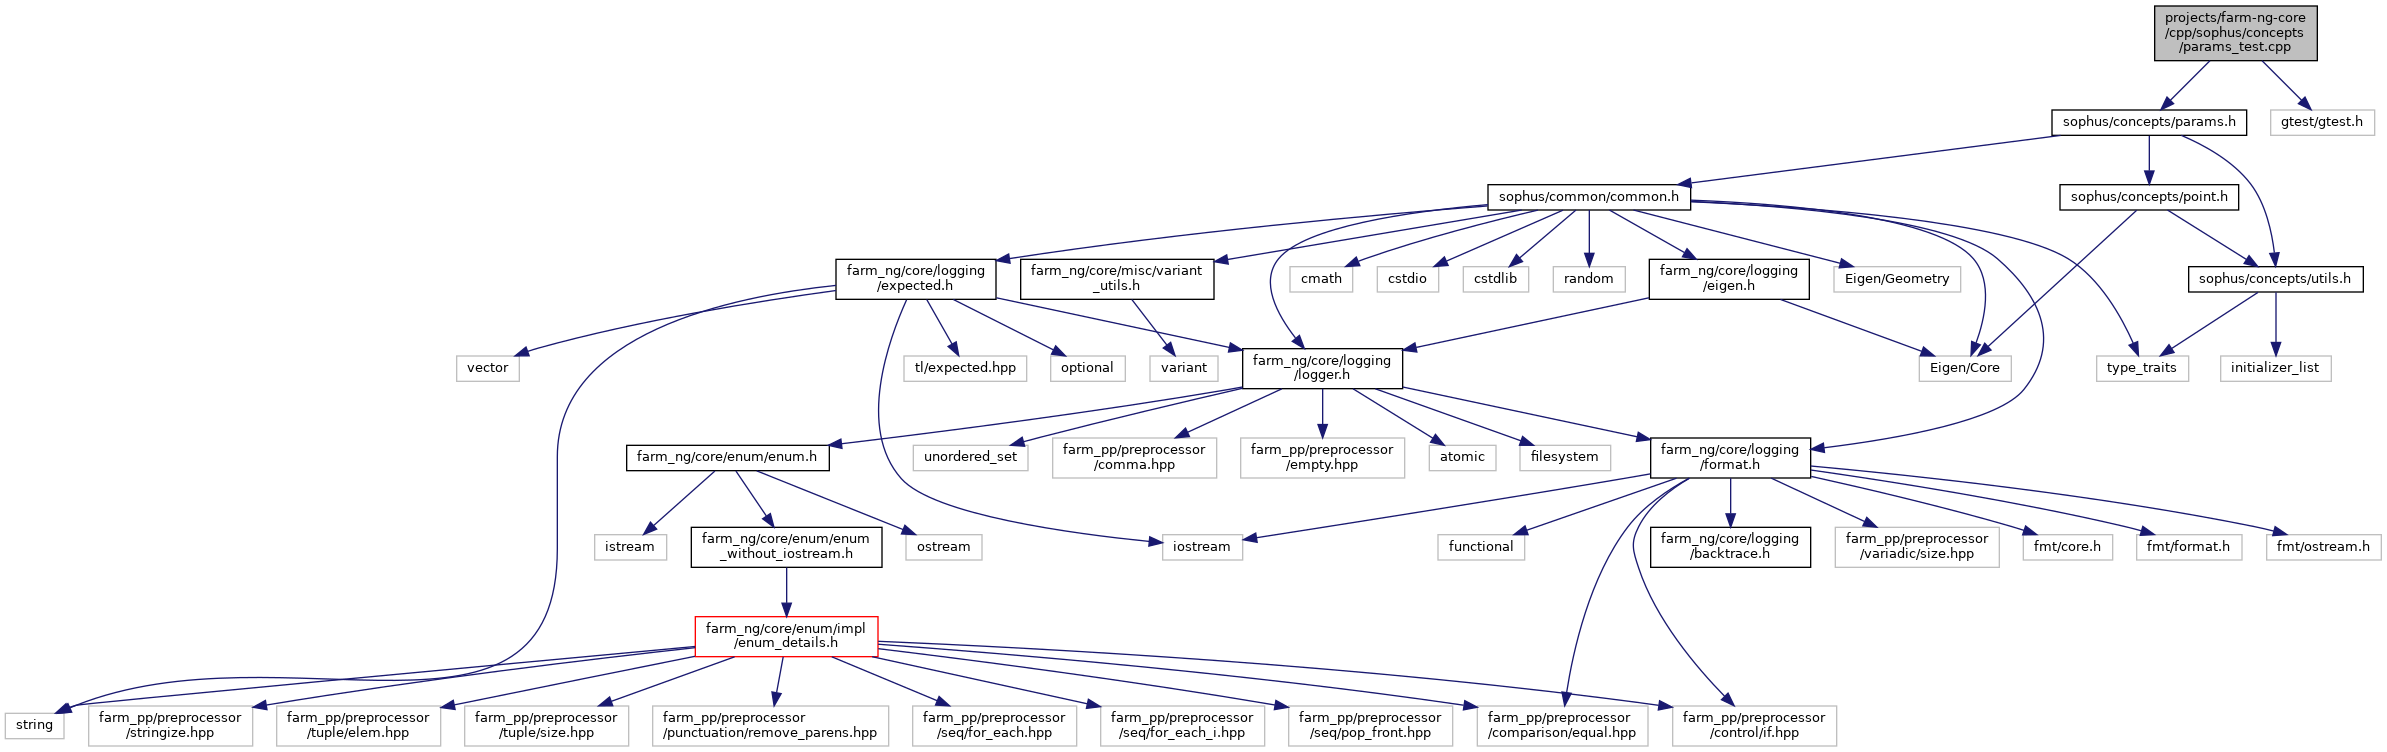 projects/farm-ng-core
/cpp/sophus/concepts
/params_test.cpp
sophus/concepts/params.h
gtest/gtest.h
sophus/common/common.h
sophus/concepts/point.h
farm_ng/core/logging
/expected.h
farm_ng/core/misc/variant
_utils.h
cmath
cstdio
cstdlib
random
farm_ng/core/logging
/eigen.h
Eigen/Geometry
sophus/concepts/utils.h
vector
tl/expected.hpp
optional
variant
farm_ng/core/logging
/logger.h
Eigen/Core
type_traits
initializer_list
farm_ng/core/enum/enum.h
unordered_set
farm_pp/preprocessor
/comma.hpp
farm_pp/preprocessor
/empty.hpp
atomic
filesystem
farm_ng/core/logging
/format.h
istream
farm_ng/core/enum/enum
_without_iostream.h
ostream
iostream
functional
farm_ng/core/logging
/backtrace.h
farm_pp/preprocessor
/variadic/size.hpp
fmt/core.h
fmt/format.h
fmt/ostream.h
farm_ng/core/enum/impl
/enum_details.h
string
farm_pp/preprocessor
/stringize.hpp
farm_pp/preprocessor
/tuple/elem.hpp
farm_pp/preprocessor
/tuple/size.hpp
farm_pp/preprocessor
/punctuation/remove_parens.hpp
farm_pp/preprocessor
/seq/for_each.hpp
farm_pp/preprocessor
/seq/for_each_i.hpp
farm_pp/preprocessor
/seq/pop_front.hpp
farm_pp/preprocessor
/comparison/equal.hpp
farm_pp/preprocessor
/control/if.hpp